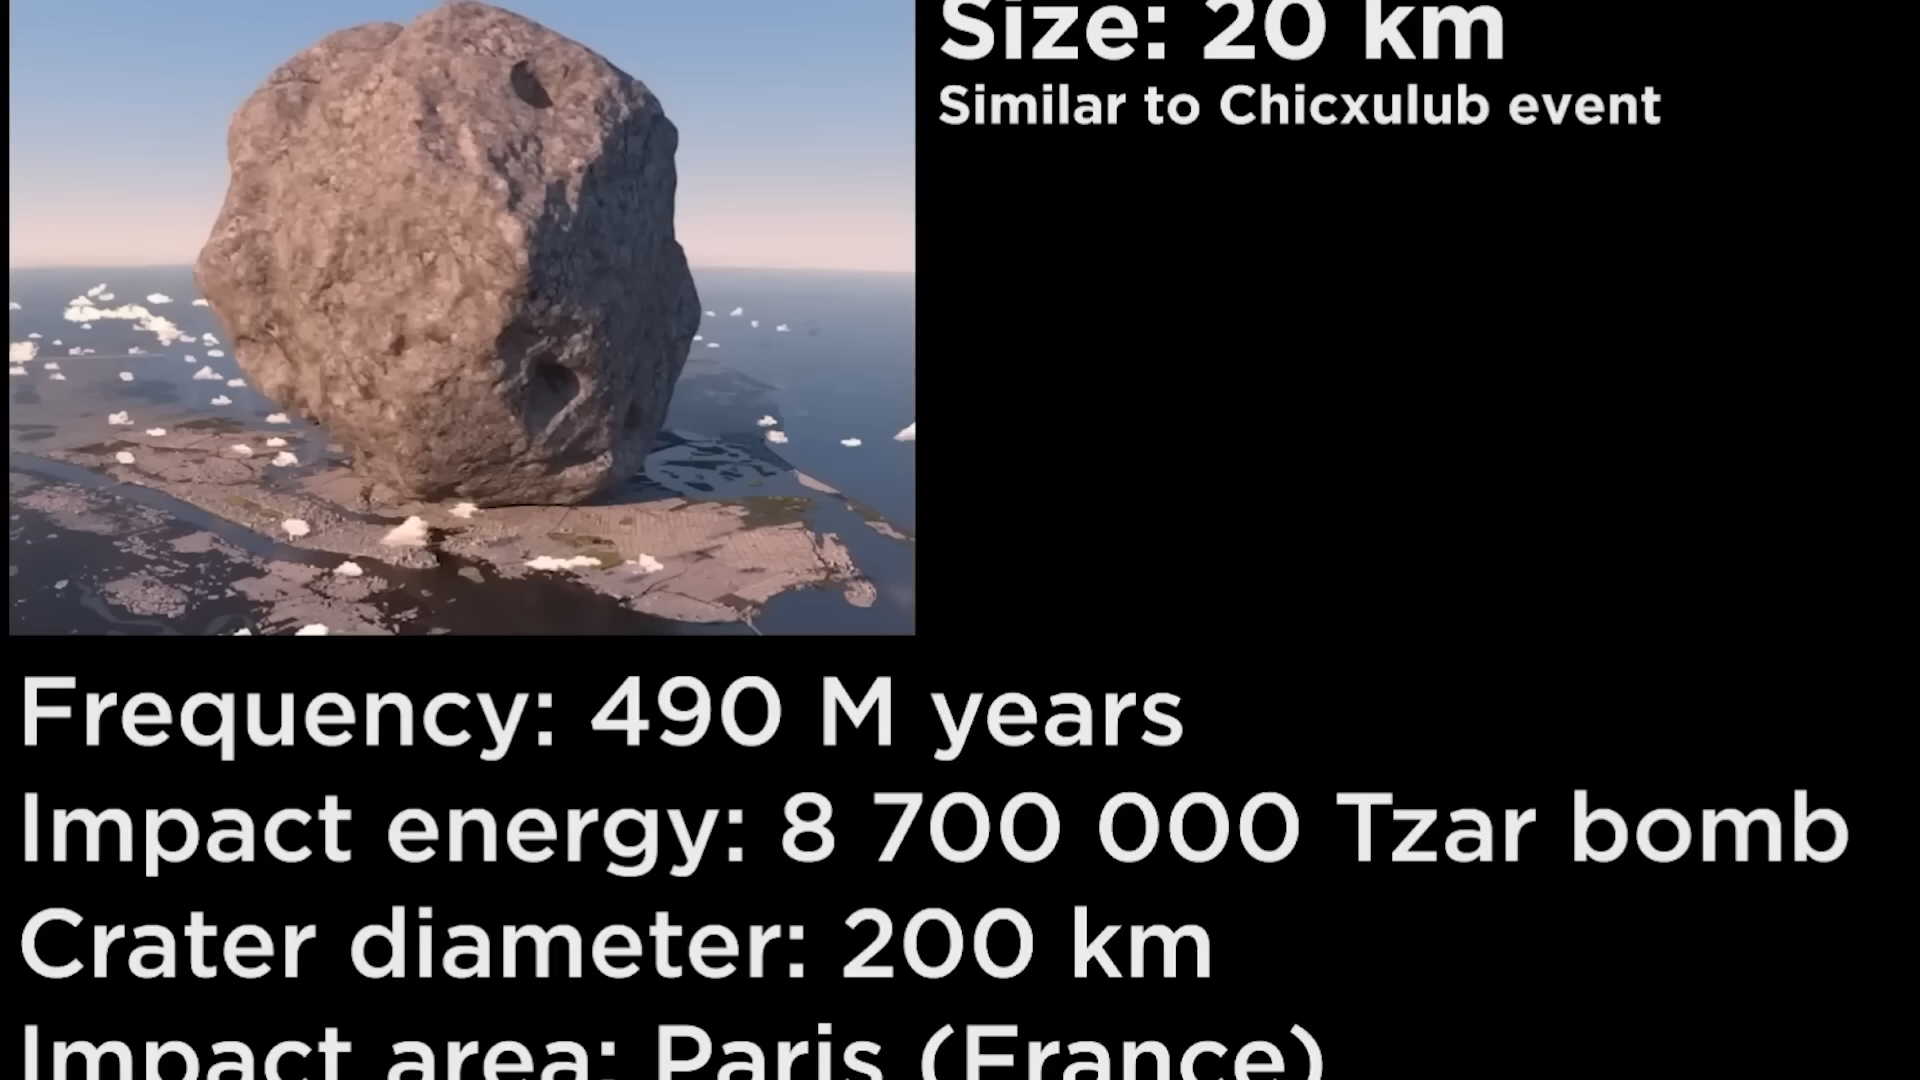 Size: 20 km
Similar to Chicxulub event
Frequency: 490 M years
Impact energy: 8 700 000 Tzar bomb
Crater diameter: 200 km
Impact area: Paris (France)